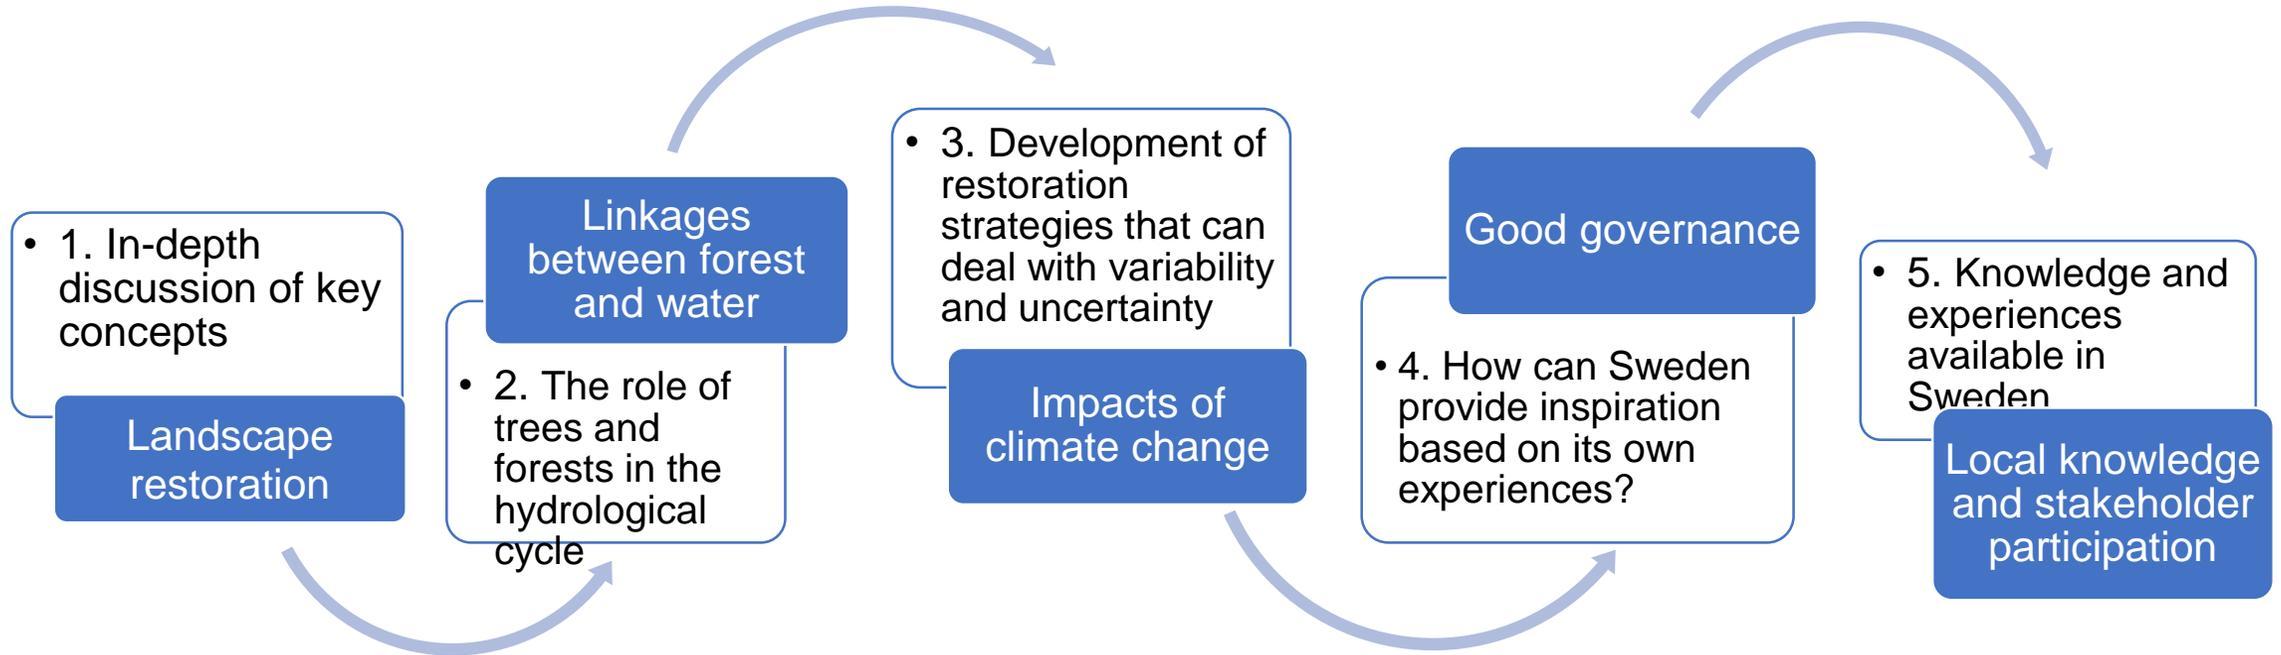 • 1. In-depth
discussion of key
concepts
Landscape
restoration
Linkages
between forest
and water
• 2. The role of
trees and
forests in the
hydrological
cycle
• 3. Development of
restoration
strategies that can
deal with variability
and uncertainty
Impacts of
climate change
Good governance
• 4. How can Sweden
provide inspiration
based on its own
experiences?
• 5. Knowledge and
experiences
available in
Sweden
Local knowledge
and stakeholder
participation